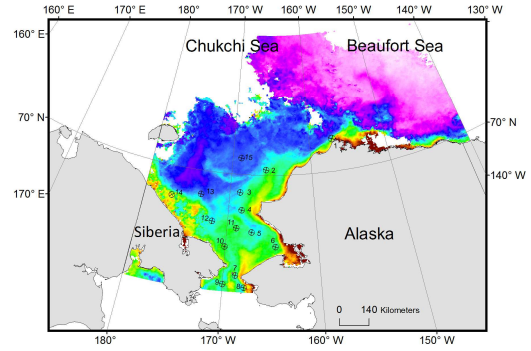 170° E 180° 170° W 160° W 150° W 140° W 130° W
160° E
Chukchi Sea Beaufort Sea
70° N
70° N
15
2
140° W
170° E
14 13 3
4
12
11
Siberia 5 Alaska
10 6
7
9 8
0 140 Kilometers
180° 170° W 160° W 150° W